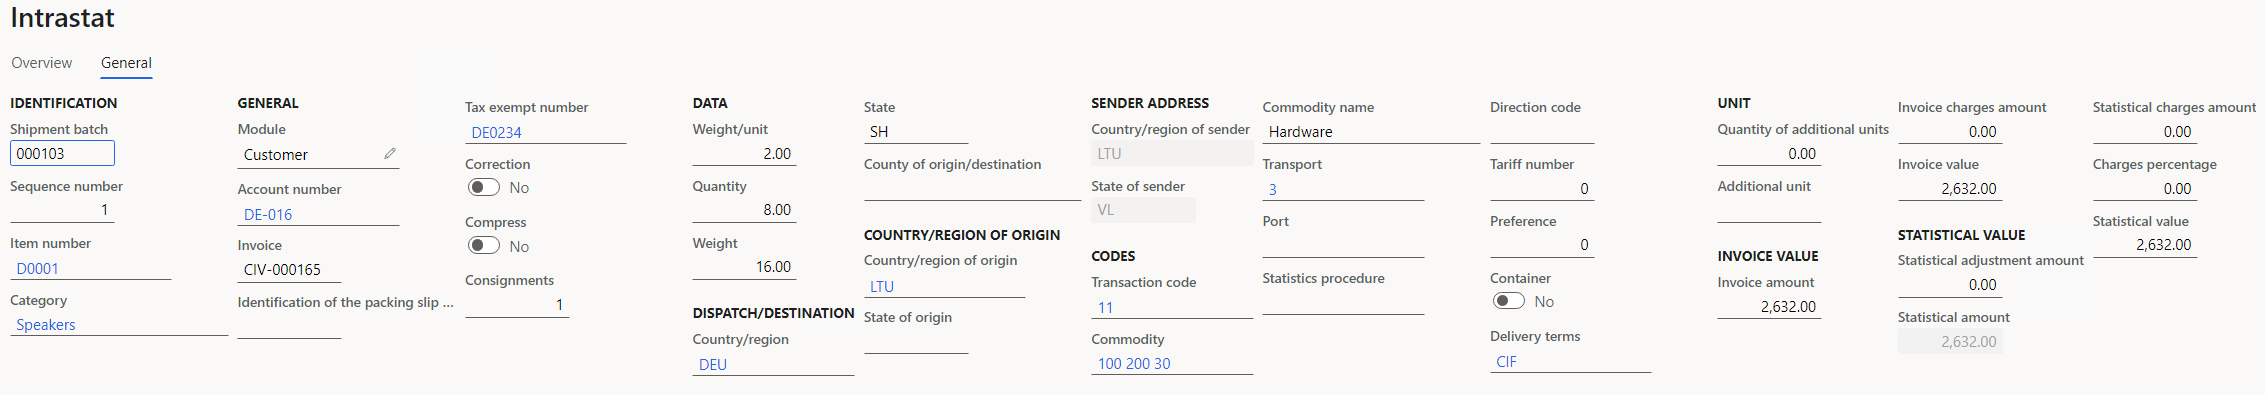 Intrastat
Overview
General
IDENTIFICATION
Shipment batch
000103
Sequence number
1
Item number
D0001
Category
Speakers
GENERAL
Module
Customer
Account number
DE-016
Invoice
CIV-000165
Identification of the packing slip ...
Tax exempt number
DE0234
Correction
No
Compress
No
Consignments
1
DATA
Weight/unit
2.00
Quantity
8.00
Weight
16.00
DISPATCH/DESTINATION
Country/region
DEU
State
SH
County of origin/destination
COUNTRY/REGION OF ORIGIN
Country/region of origin
LTU
State of origin
SENDER ADDRESS
Country/region of sender
LTU
State of sender
VL
CODES
Transaction code
11
Commodity
100 200 30
Commodity name
Hardware
Transport
3
Port
Statistics procedure
Direction code
Tariff number
0
Preference
0
Container
No
Delivery terms
CIF
UNIT
Quantity of additional units
0.00
Additional unit
INVOICE VALUE
Invoice amount
2,632.00
Invoice charges amount
0.00
Invoice value
2,632.00
STATISTICAL VALUE
Statistical adjustment amount
0.00
Statistical amount
2,632.00
Statistical charges amount
0.00
Charges percentage
0.00
Statistical value
2,632.00